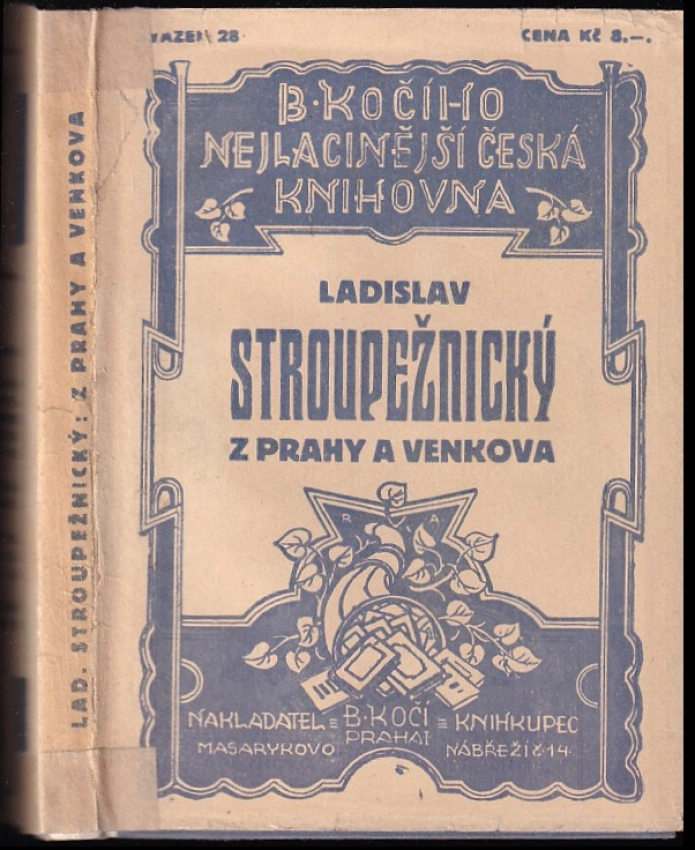 LAD. STROUPEŽNICKÝ: Z PRAHY A VENKOVA
VAZEK 28
CENA Kč 8.–.
B·KOČÍHO
NEJLACINĚJŠÍ ČESKÁ
KNIHOVNA
LADISLAV
STROUPEŽNICKÝ
Z PRAHY A VENKOVA
R A
NAKLADATEL = B·KOČÍ = KNIHKUPEC
PRAHA I
MASARYKOVO NÁBŘEŽÍ č·14·